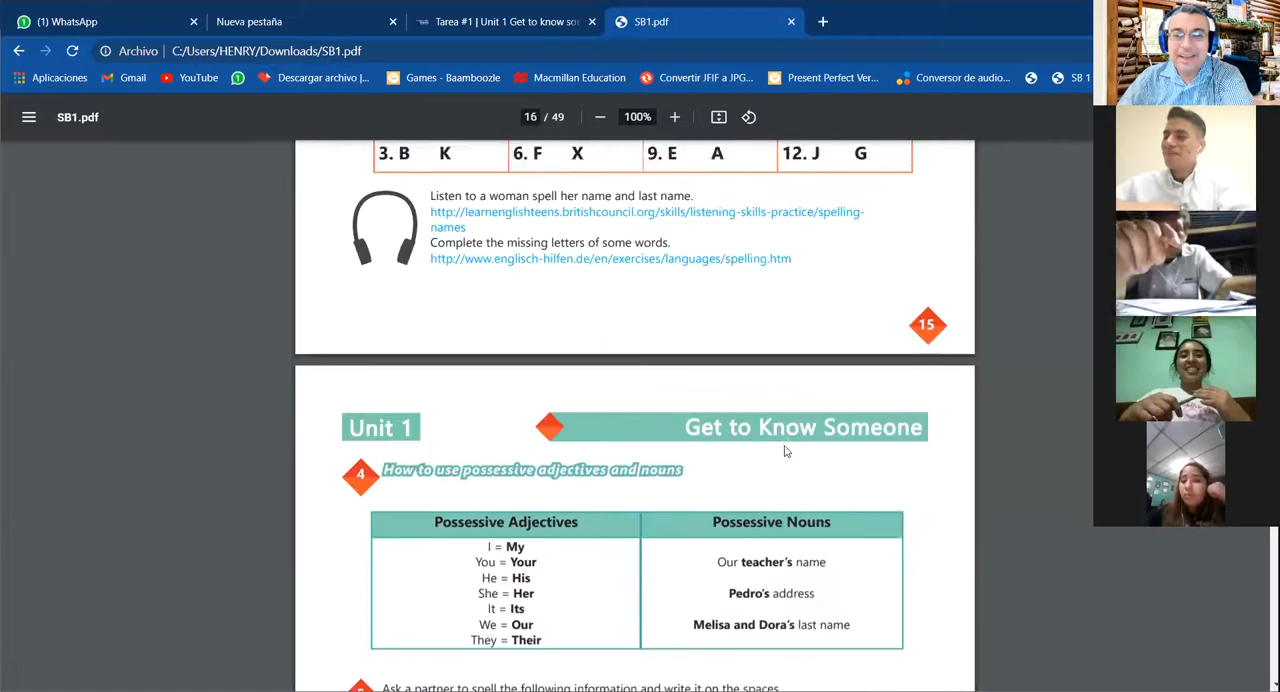 (1) WhatsApp
Nueva pestaña
Tarea #1 | Unit 1 Get to know so
SB1.pdf
Archivo | C:/Users/HENRY/Downloads/SB1.pdf
Aplicaciones
Gmail
YouTube
Descargar archivo |...
Games - Baamboozle
Macmillan Education
Convertir JFIF a JPG...
Present Perfect Ver...
Conversor de audio...
SB 1
SB1.pdf
16 / 49
100%
3. B K 6. F X 9. E A 12. J G
Listen to a woman spell her name and last name.
http://learnenglishteens.britishcouncil.org/skills/listening-skills-practice/spelling-
names
Complete the missing letters of some words.
http://www.englisch-hilfen.de/en/exercises/languages/spelling.htm
15
Unit 1
Get to Know Someone
4
How to use possessive adjectives and nouns
Possessive Adjectives
Possessive Nouns
I = My
You = Your
He = His
She = Her
It = Its
We = Our
They = Their
Our teacher's name
Pedro's address
Melisa and Dora's last name
Ask a partner to spell the following information and write it on the spaces